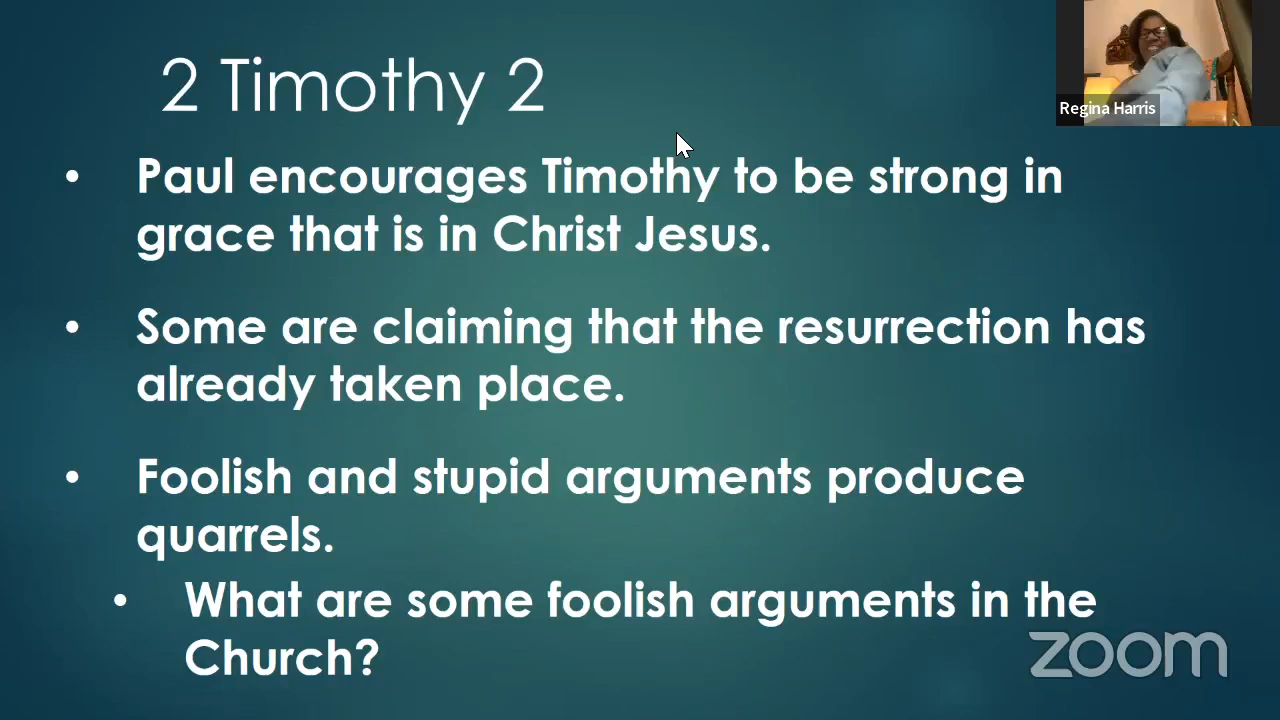 2 Timothy 2
Regina Harris
• Paul encourages Timothy to be strong in
grace that is in Christ Jesus.
• Some are claiming that the resurrection has
already taken place.
• Foolish and stupid arguments produce
quarrels.
• What are some foolish arguments in the
Church?
zoom